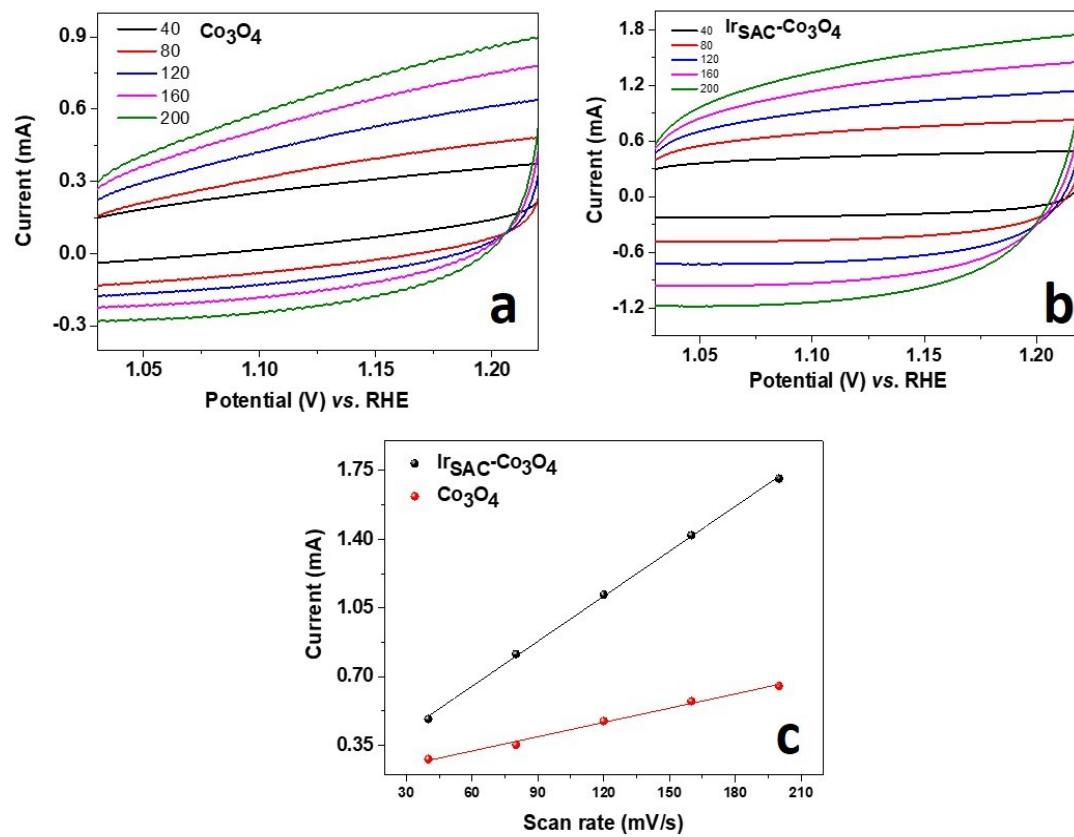 Co3O4
40
80
120
160
200
0.9
0.6
0.3
0.0
-0.3
Current (mA)
1.05 1.10 1.15 1.20
Potential (V) vs. RHE
a
IrSAC-Co3O4
40
80
120
160
200
1.8
1.2
0.6
0.0
-0.6
-1.2
Current (mA)
1.05 1.10 1.15 1.20
Potential (V) vs. RHE
b
IrSAC-Co3O4
Co3O4
1.75
1.40
1.05
0.70
0.35
Current (mA)
30 60 90 120 150 180 210
Scan rate (mV/s)
c